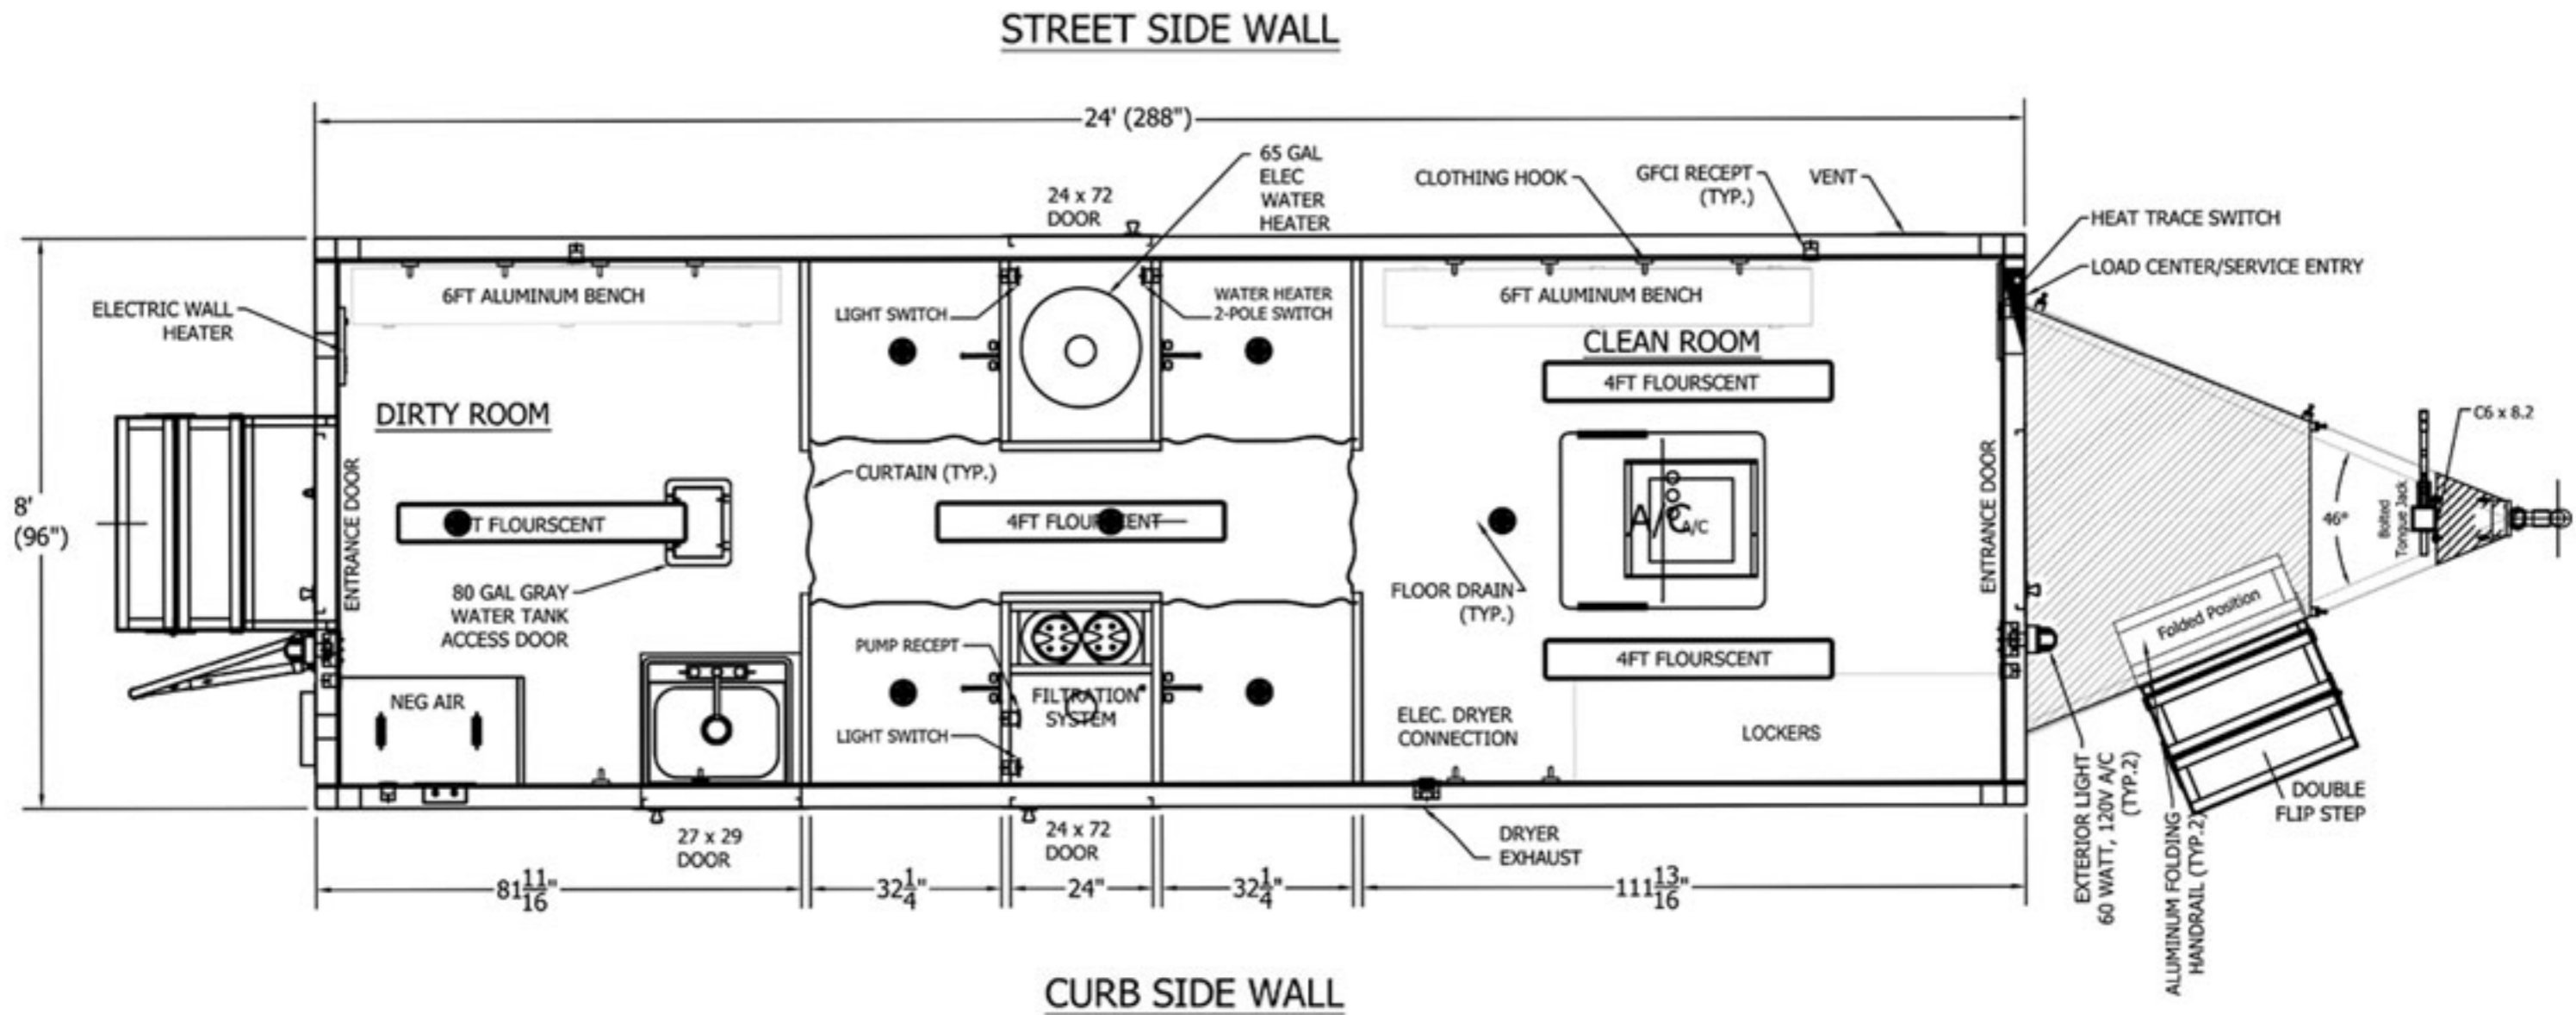 STREET SIDE WALL
24' (288")
65 GAL
ELEC
WATER
HEATER
24 x 72
DOOR
CLOTHING HOOK
GFCI RECEPT
(TYP.)
VENT
HEAT TRACE SWITCH
LOAD CENTER/SERVICE ENTRY
ELECTRIC WALL
HEATER
6FT ALUMINUM BENCH
LIGHT SWITCH
WATER HEATER
2-POLE SWITCH
6FT ALUMINUM BENCH
CLEAN ROOM
4FT FLOURSCENT
DIRTY ROOM
C6 x 8.2
8'
(96")
ENTRANCE DOOR
CURTAIN (TYP.)
FT FLOURSCENT
4FT FLOURSCENT
A/C
A/C
ENTRANCE DOOR
46°
Bolted
Tongue Jack
80 GAL GRAY
WATER TANK
ACCESS DOOR
FLOOR DRAIN
(TYP.)
Folded Position
PUMP RECEPT
4FT FLOURSCENT
NEG AIR
FILTRATION
SYSTEM
LIGHT SWITCH
ELEC. DRYER
CONNECTION
LOCKERS
EXTERIOR LIGHT
60 WATT, 120V A/C
(TYP.2)
ALUMINUM FOLDING
HANDRAIL (TYP.2)
DOUBLE
FLIP STEP
27 x 29
DOOR
24 x 72
DOOR
DRYER
EXHAUST
81 11/16"
32 1/4"
24"
32 1/4"
111 13/16"
CURB SIDE WALL